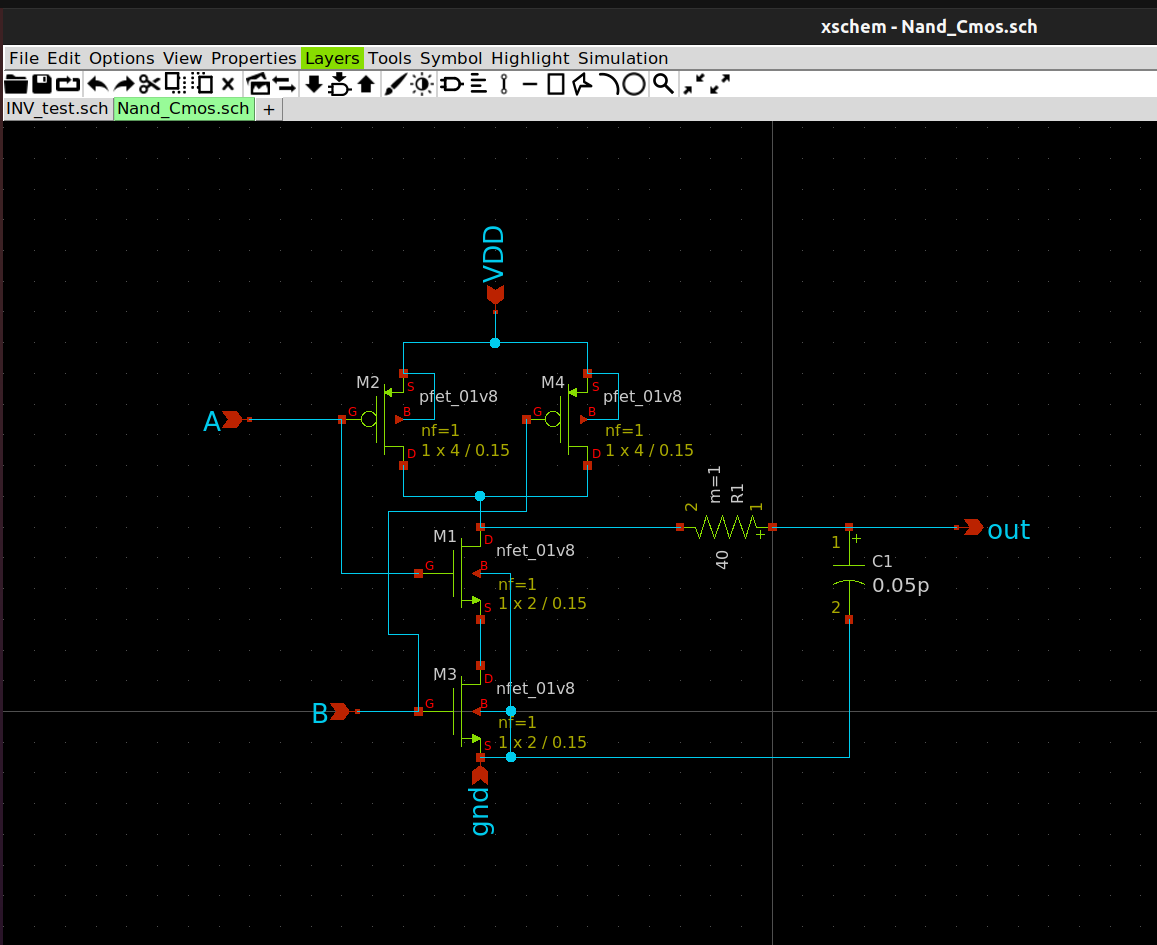 xschem - Nand_Cmos.sch
File Edit Options View Properties Layers Tools Symbol Highlight Simulation
INV_test.sch Nand_Cmos.sch +
VDD
M2 S pfet_01v8
A G B
nf=1
D 1 x 4 / 0.15
M4 S pfet_01v8
G B
nf=1
D 1 x 4 / 0.15
m=1
R1
2 1
+
40
out
M1 D nfet_01v8
G B
nf=1
S 1 x 2 / 0.15
1 +
C1
0.05p
2
M3 D nfet_01v8
B G B
nf=1
S 1 x 2 / 0.15
gnd